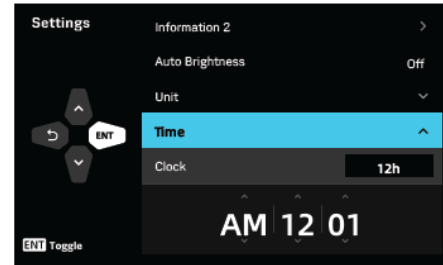 Settings
Information 2
Auto Brightness Off
Unit
ENT
Time
Clock 12h
AM 12 01
ENT Toggle